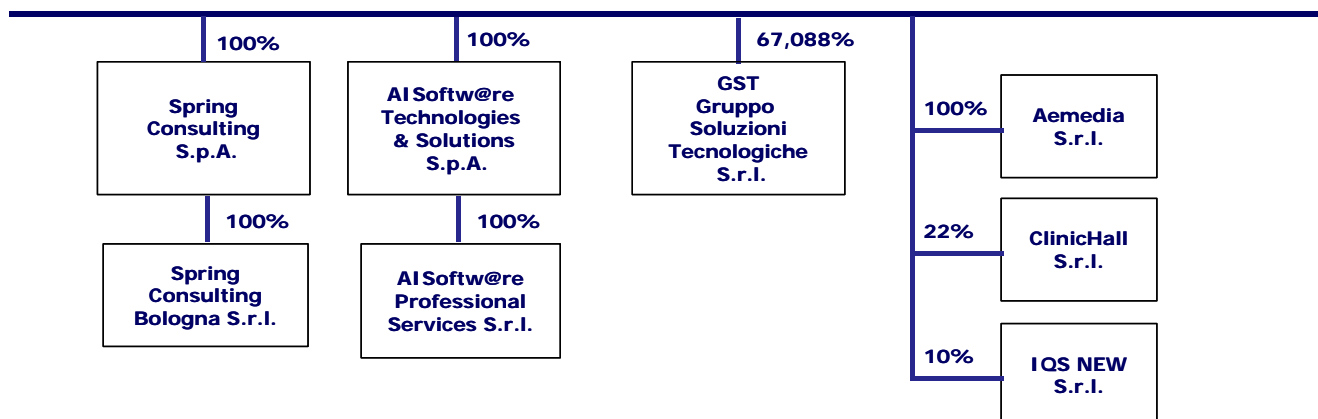 100%
Spring
Consulting
S.p.A.
100%
Spring
Consulting
Bologna S.r.l.
100%
AISoftw@re
Technologies
& Solutions
S.p.A.
100%
AISoftw@re
Professional
Services S.r.l.
67,088%
GST
Gruppo
Soluzioni
Tecnologiche
S.r.l.
100%
Aemedia
S.r.l.
22%
ClinicHall
S.r.l.
10%
IQS NEW
S.r.l.